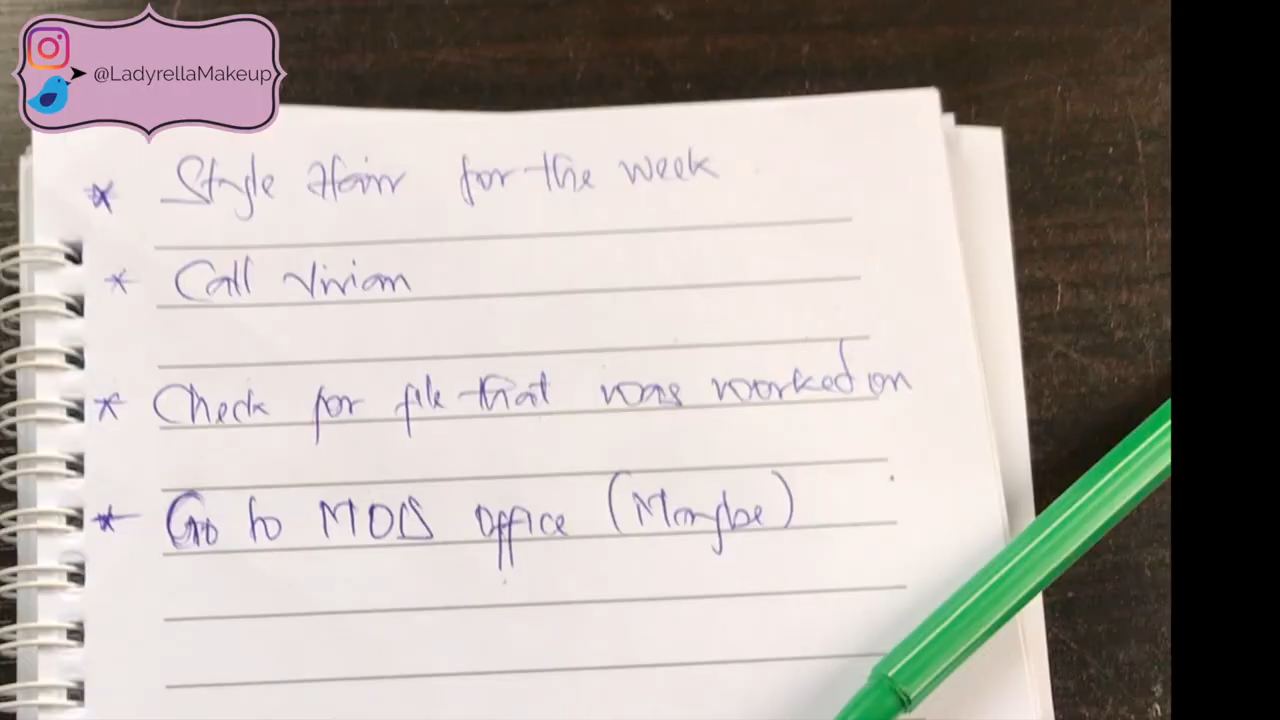 @LadyrellaMakeup
* Style Hair for the week
* Call Vivian
* Check for file that was worked on
* Go to office (Maybe)